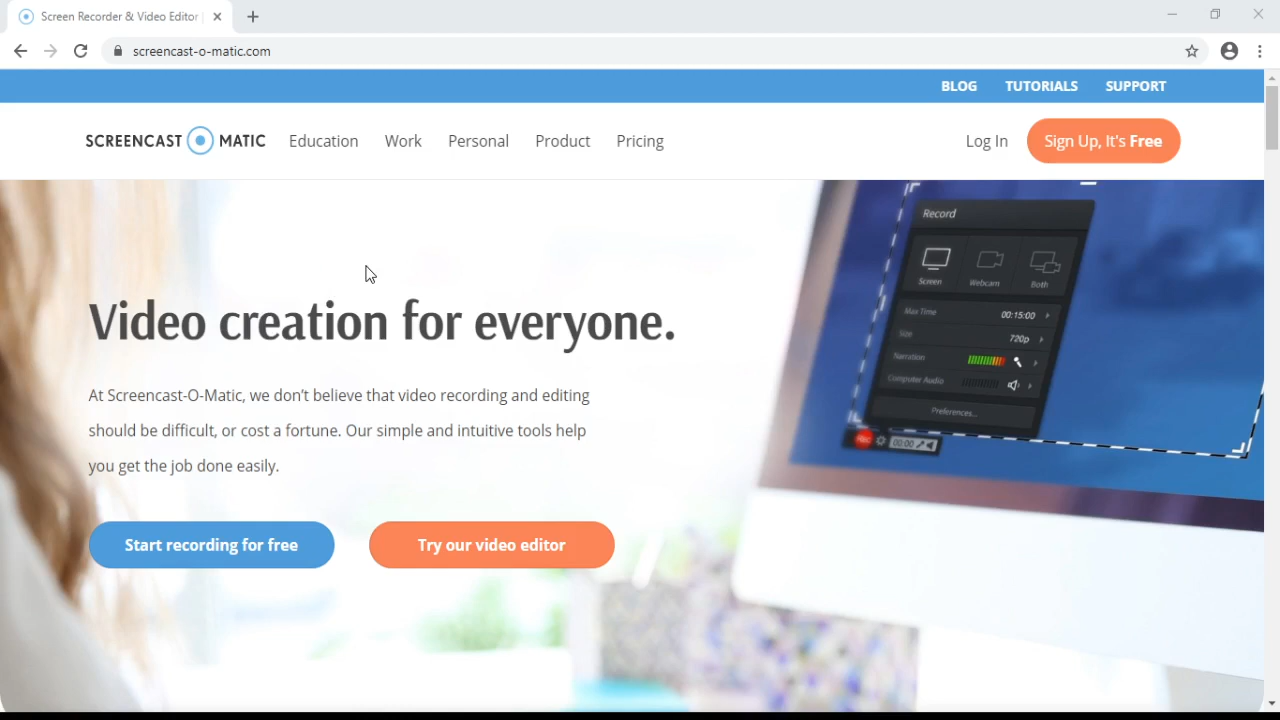 Screen Recorder & Video Editor
screencast-o-matic.com
BLOG TUTORIALS SUPPORT
SCREENCAST MATIC Education Work Personal Product Pricing Log In Sign Up, It's Free
Record
Screen Webcam Both
Max Time 00:15:00
Size 720p
Narration
Computer Audio
Preferences...
REC 00:00
Video creation for everyone.
At Screencast-O-Matic, we don't believe that video recording and editing
should be difficult, or cost a fortune. Our simple and intuitive tools help
you get the job done easily.
Start recording for free Try our video editor